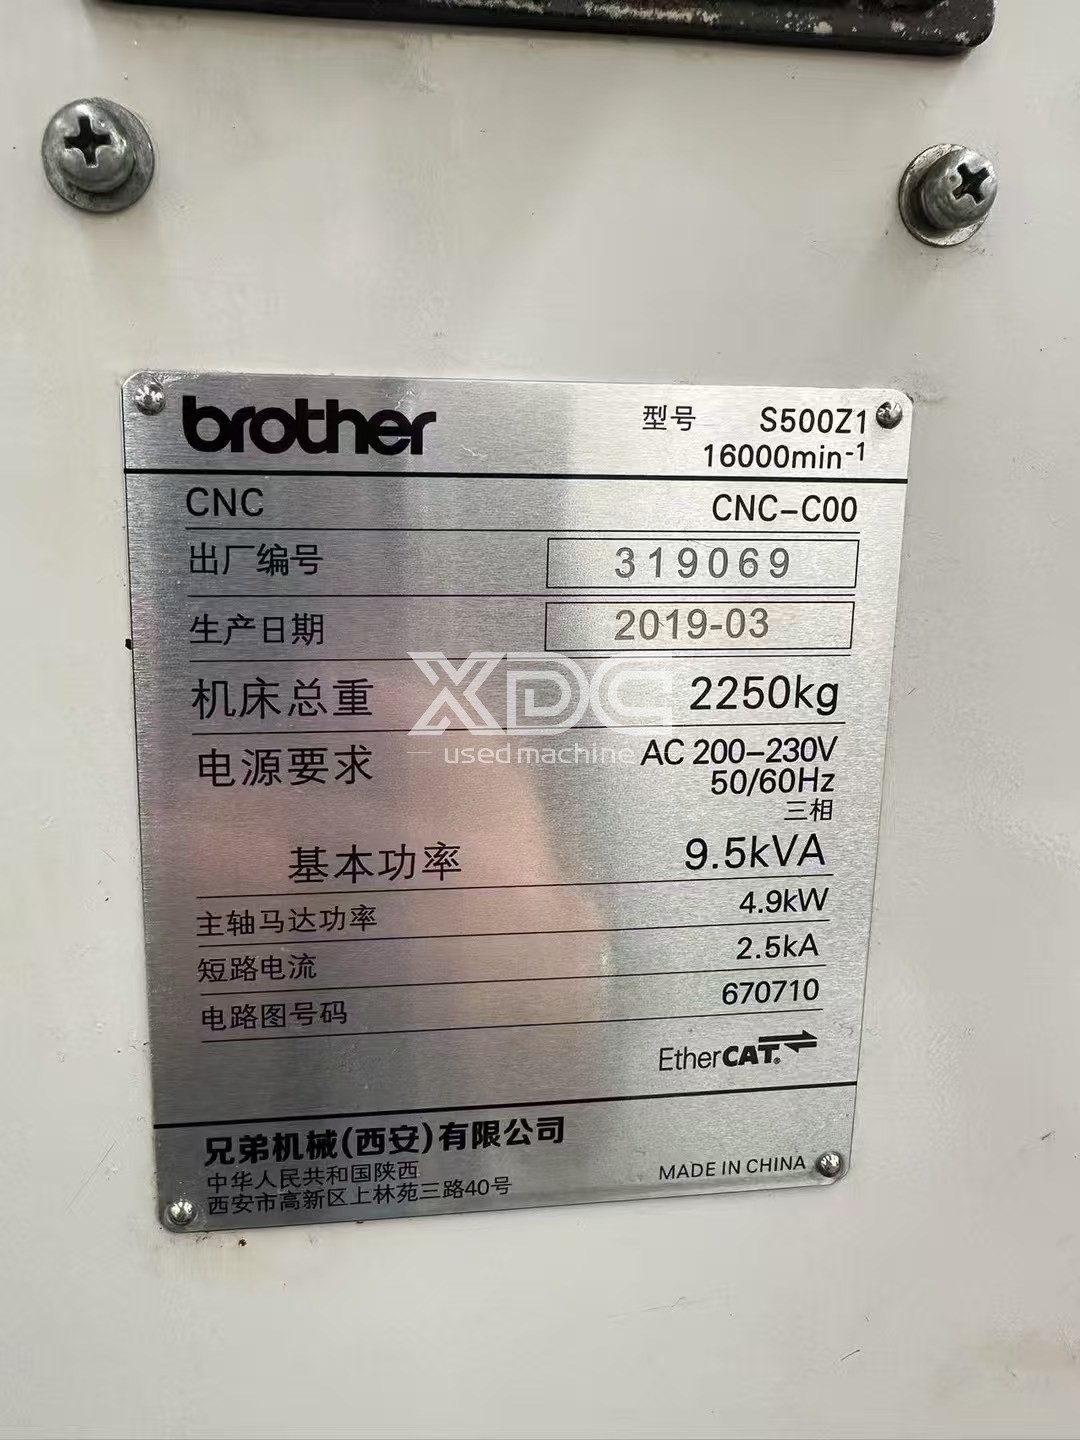 brother
型号 S500Z1
16000min-1
CNC CNC-C00
出厂编号 319069
生产日期 2019-03
机床总重 2250kg
XDC
used machine
电源要求 AC 200-230V
50/60Hz
三相
基本功率 9.5kVA
主轴马达功率 4.9kW
短路电流 2.5kA
电路图号码 670710
EtherCAT®
兄弟机械(西安)有限公司
中华人民共和国陕西
西安市高新区上林苑三路40号
MADE IN CHINA